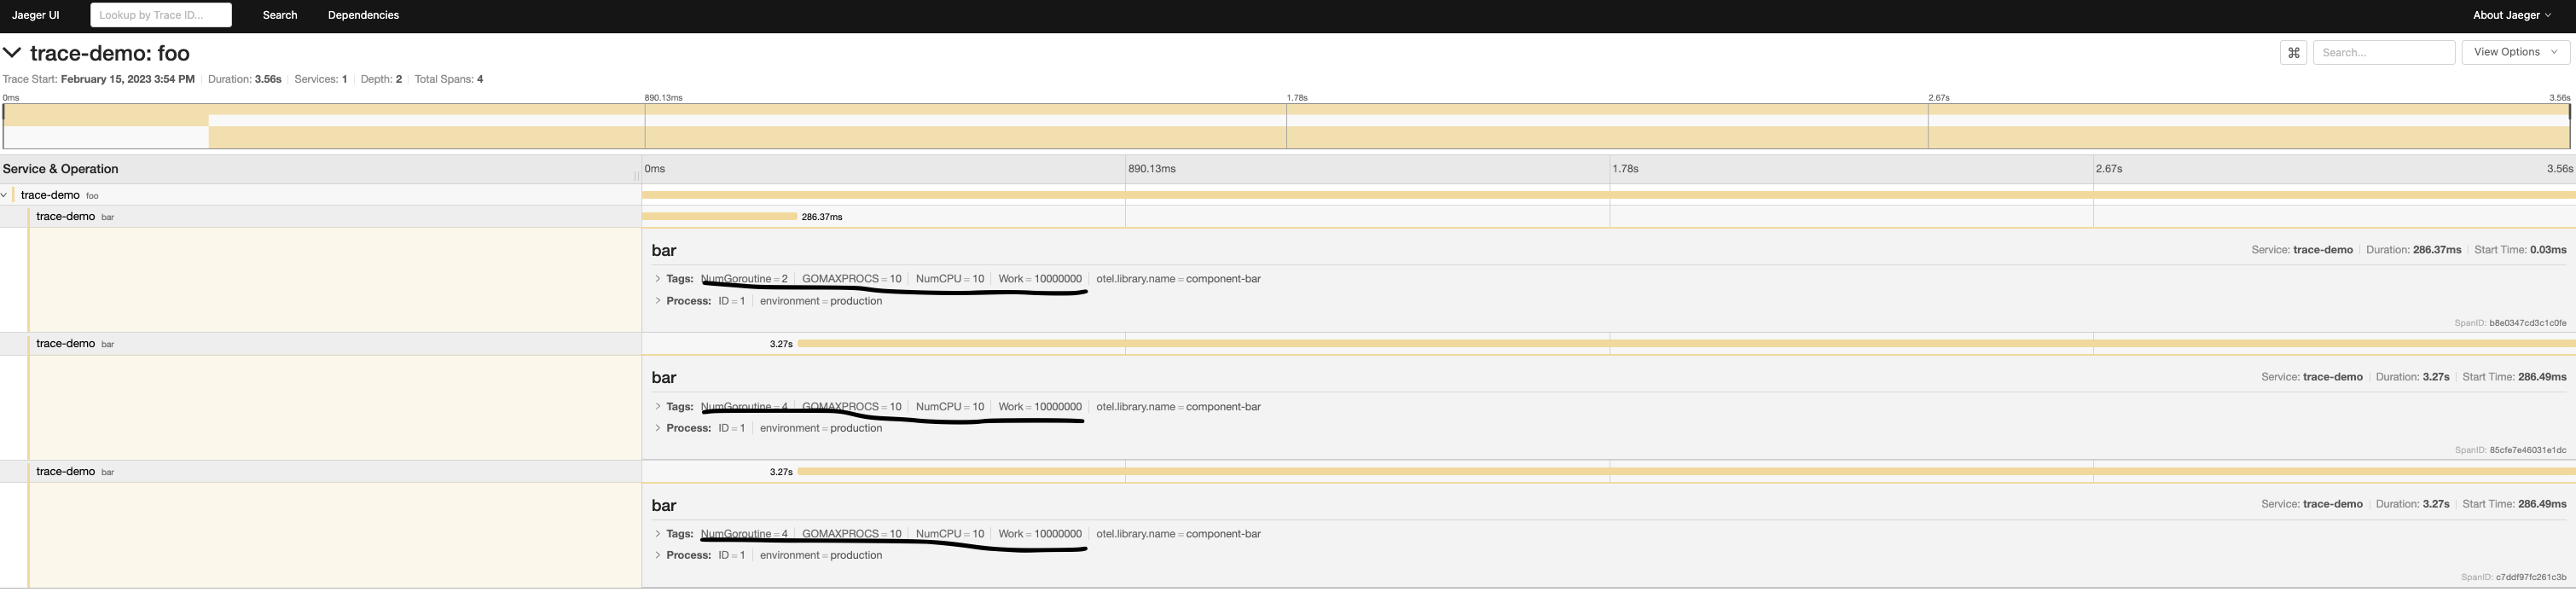 Jaeger UI Lookup by Trace ID... Search Dependencies About Jaeger
trace-demo: foo ⌘ Search... View Options
Trace Start: February 15, 2023 3:54 PM Duration: 3.56s Services: 1 Depth: 2 Total Spans: 4
0ms 890.13ms 1.78s 2.67s 3.56s
Service & Operation 0ms 890.13ms 1.78s 2.67s 3.56s
trace-demo foo
trace-demo bar 286.37ms
bar Service: trace-demo Duration: 286.37ms Start Time: 0.03ms
Tags: NumGoroutine = 2 GOMAXPROCS = 10 NumCPU = 10 Work = 10000000 otel.library.name = component-bar
Process: ID = 1 environment = production
SpanID: b8e0347cd3c1c0fe
trace-demo bar 3.27s
bar Service: trace-demo Duration: 3.27s Start Time: 286.49ms
Tags: NumGoroutine = 4 GOMAXPROCS = 10 NumCPU = 10 Work = 10000000 otel.library.name = component-bar
Process: ID = 1 environment = production
SpanID: 85cfe7e46031e1dc
trace-demo bar 3.27s
bar Service: trace-demo Duration: 3.27s Start Time: 286.49ms
Tags: NumGoroutine = 4 GOMAXPROCS = 10 NumCPU = 10 Work = 10000000 otel.library.name = component-bar
Process: ID = 1 environment = production
SpanID: c7ddf97fc261c3b